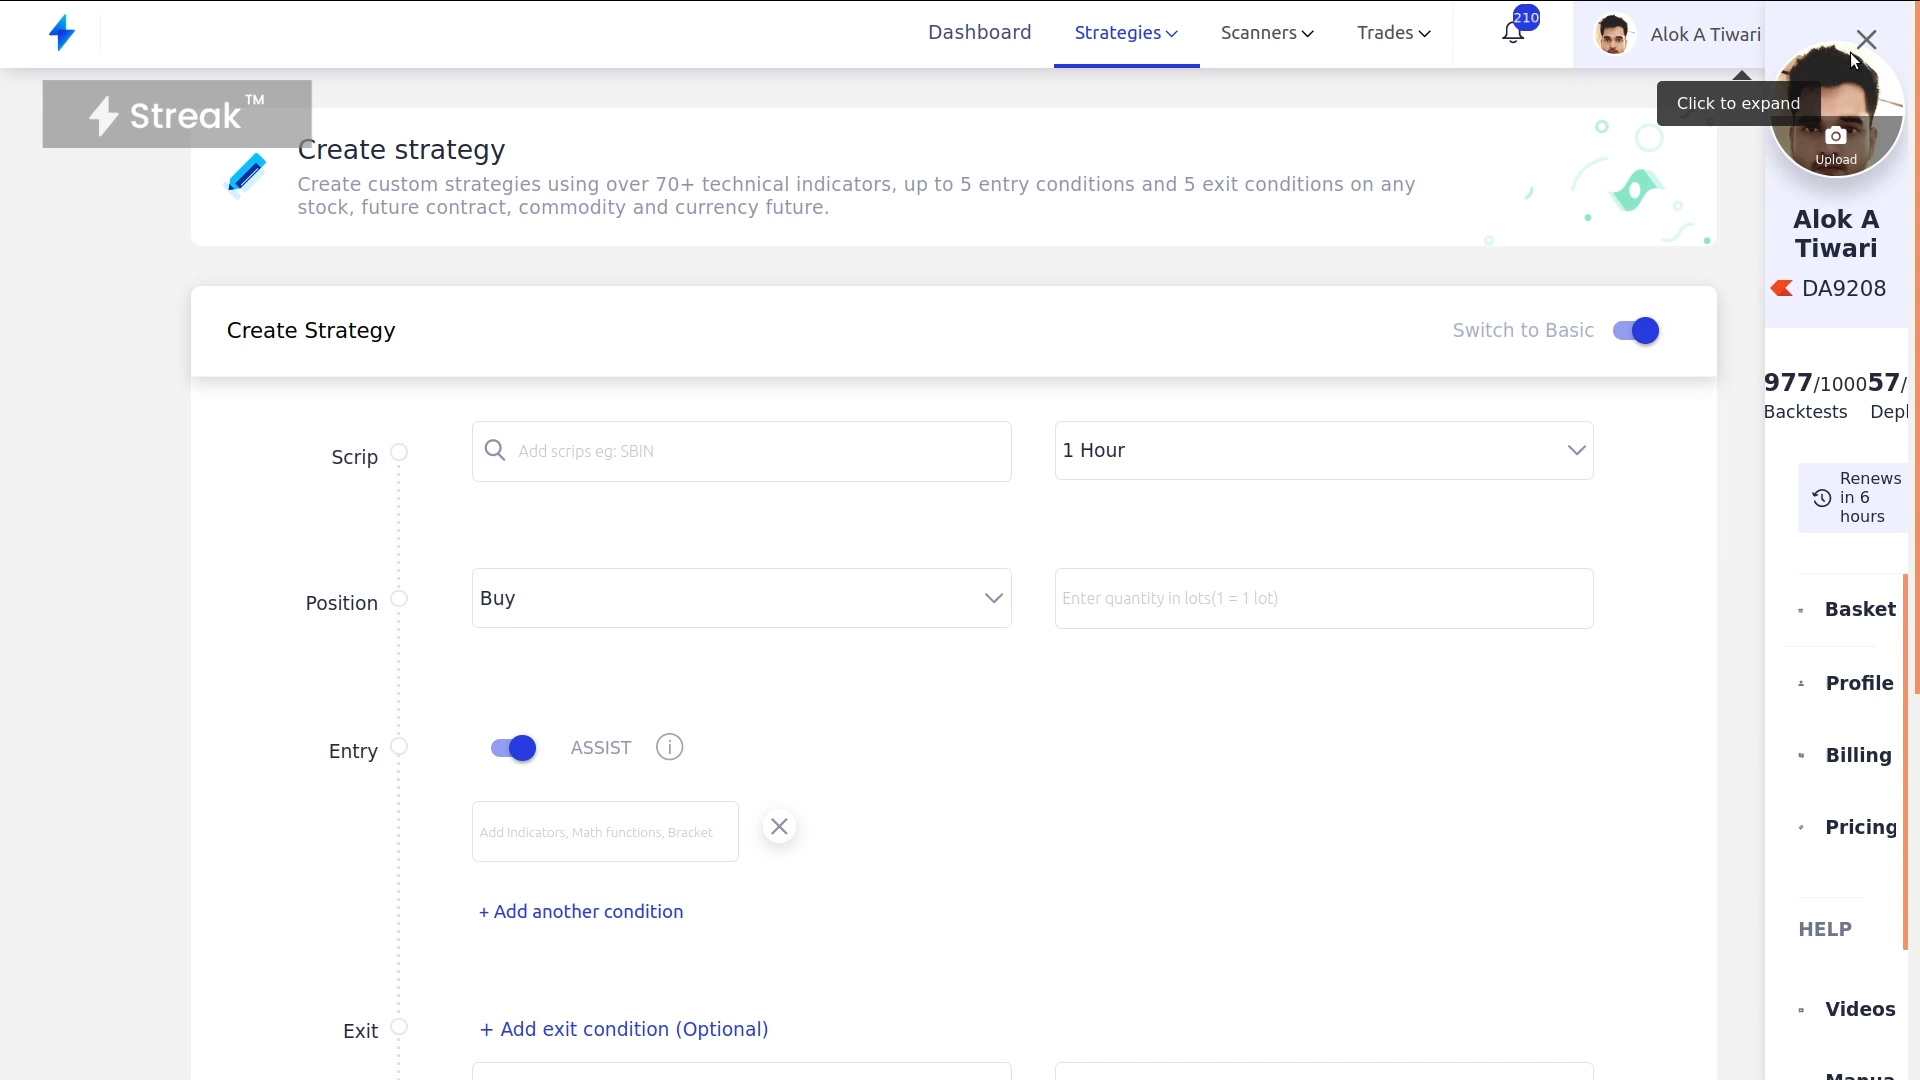 Dashboard
Strategies
Scanners
Trades
210
Alok A Tiwari
Streak™
Click to expand
Upload
Create strategy
Create custom strategies using over 70+ technical indicators, up to 5 entry conditions and 5 exit conditions on any
stock, future contract, commodity and currency future.
Alok A
Tiwari
DA9208
Create Strategy
Switch to Basic
977/1000 57/
Backtests
Scrip
Add scrips eg: SBIN
1 Hour
Renews
in 6
hours
Position
Buy
Enter quantity in lots(1 = 1 lot)
Basket
Profile
Entry
ASSIST
Billing
Add Indicators, Math functions, Bracket
Pricing
+ Add another condition
HELP
Videos
Exit
+ Add exit condition (Optional)